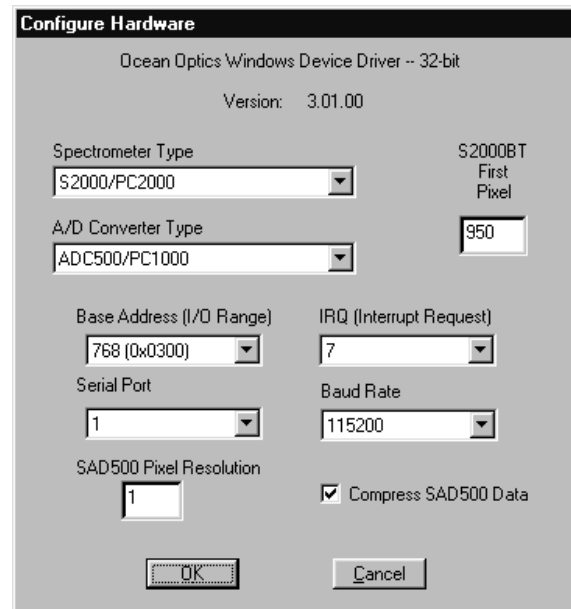 Configure Hardware
Ocean Optics Windows Device Driver -- 32-bit
Version: 3.01.00
Spectrometer Type
S2000/PC2000
S2000BT
First
Pixel
950
A/D Converter Type
ADC500/PC1000
Base Address (I/O Range)
768 (0x0300)
IRQ (Interrupt Request)
7
Serial Port
1
Baud Rate
115200
SAD500 Pixel Resolution
1
Compress SAD500 Data
OK
Cancel